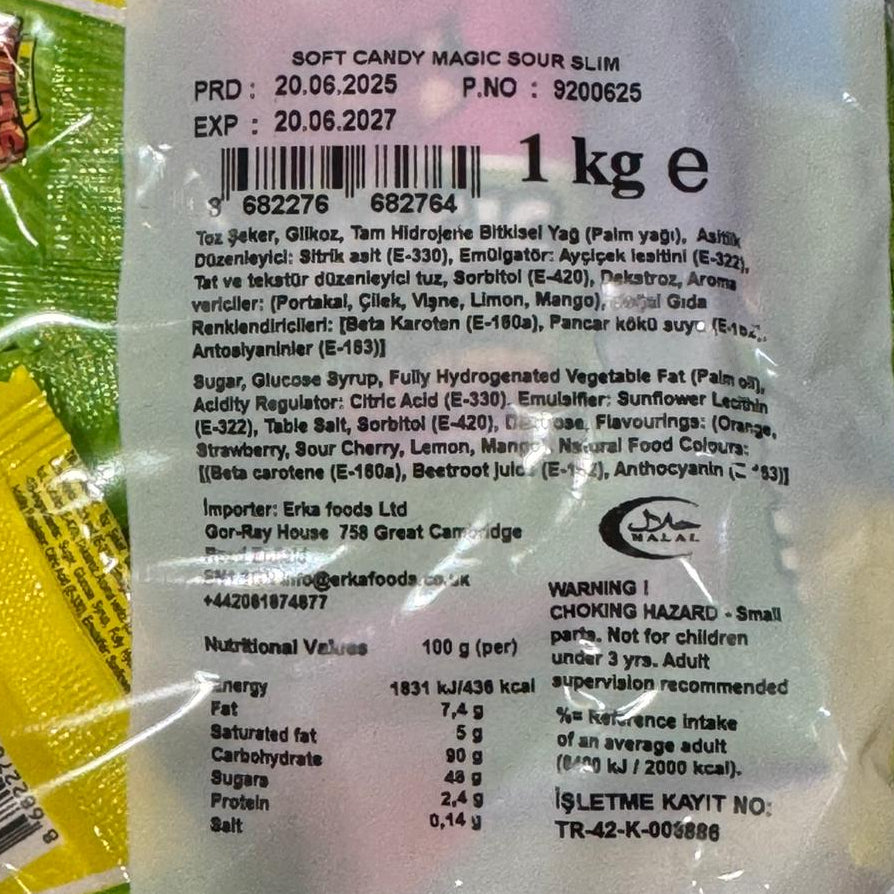 SOFT CANDY MAGIC SOUR SLIM
PRD : 20.06.2025 P.NO : 9200625
EXP : 20.06.2027
1 kg e
8 682276 682764
Toz Şeker, Glikoz, Tam Hidrojene Bitkisel Yağ (Palm yağı), Asitlik
Düzenleyici: Sitrik asit (E-330), Emülgatör: Ayçiçek lesitini (E-322),
Tat ve tekstür düzenleyici tuz, Sorbitol (E-420), Dekstroz, Aroma
vericiler: (Portakal, Çilek, Vişne, Limon, Mango), Gıda
Renklendiricileri: [Beta Karoten (E-160a), Pancar kökü suyu (E-162),
Antosiyaninler (E-163)]
Sugar, Glucose Syrup, Fully Hydrogenated Vegetable Fat (Palm oil),
Acidity Regulator: Citric Acid (E-330). Emulsifier: Sunflower Lecithin
(E-322), Table Salt, Sorbitol (E-420), Flavourings: (Orange,
Strawberry, Sour Cherry, Lemon, Mango Natural Food Colours:
[(Beta carotene (E-160a), Beetroot juic Anthocyanin
Importer: Erka foods Ltd
Gor-Ray House 758 Great Cambridge
info@erkafoods.co.uk
+442081874877
HALAL
WARNING !
CHOKING HAZARD - Small
parts. Not for children
under 3 yrs. Adult
supervision recommended
Nutritional Values 100 g (per)
Energy 1831 kJ/436 kcal
Fat 7,4 g
Saturated fat 5 g
Carbohydrate 90 g
Sugars 48 g
Protein 2,4 g
Salt 0,14 g
%= Reference intake
of an average adult
(8400 kJ / 2000 kcal).
İŞLETME KAYIT NO:
TR-42-K-003886